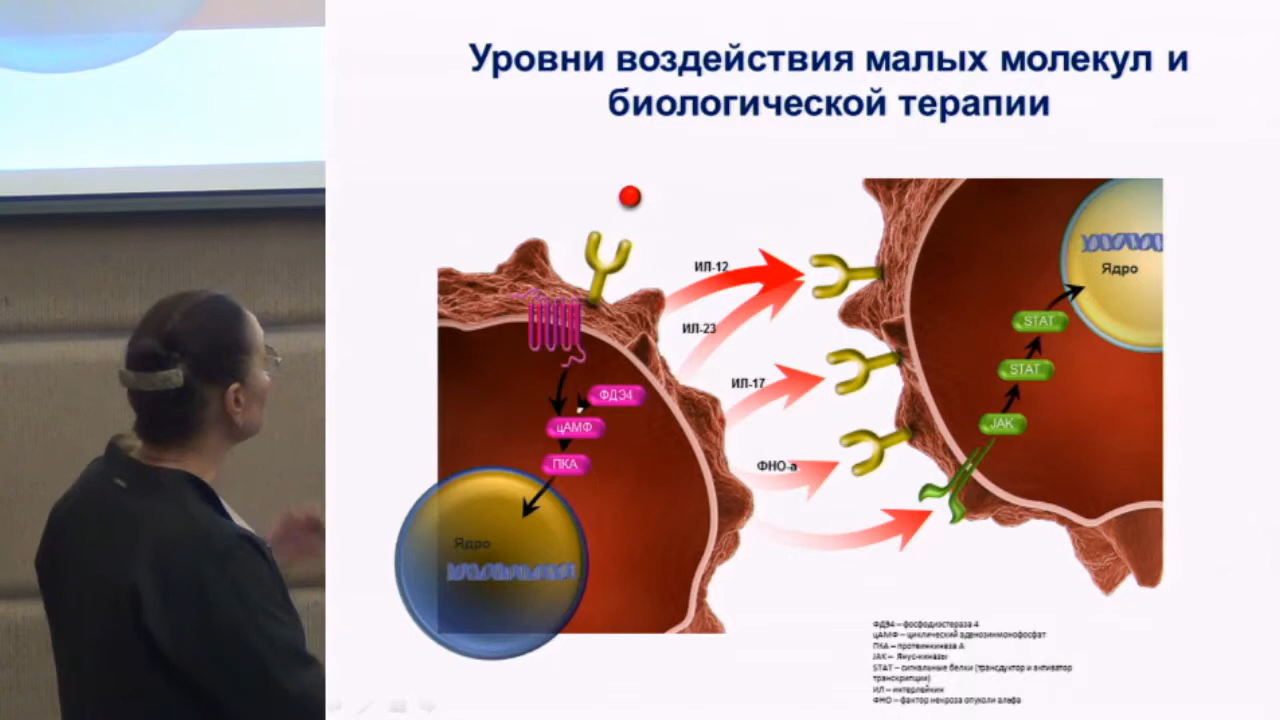 Уровни воздействия малых молекул и
биологической терапии
ИЛ-12
ИЛ-23
ИЛ-17
ФНО-а
ФДЭ4
цАМФ
ПКА
Ядро
Ядро
STAT
STAT
JAK
ФДЭ4 – фосфодиэстераза 4
цАМФ – циклический аденозинмонофосфат
ПКА – протеинкиназа А
JAK – Янус-киназы
STAT – сигнальные белки (трансдуктор и активатор
транскрипции)
ИЛ – интерлейкин
ФНО – фактор некроза опухоли альфа